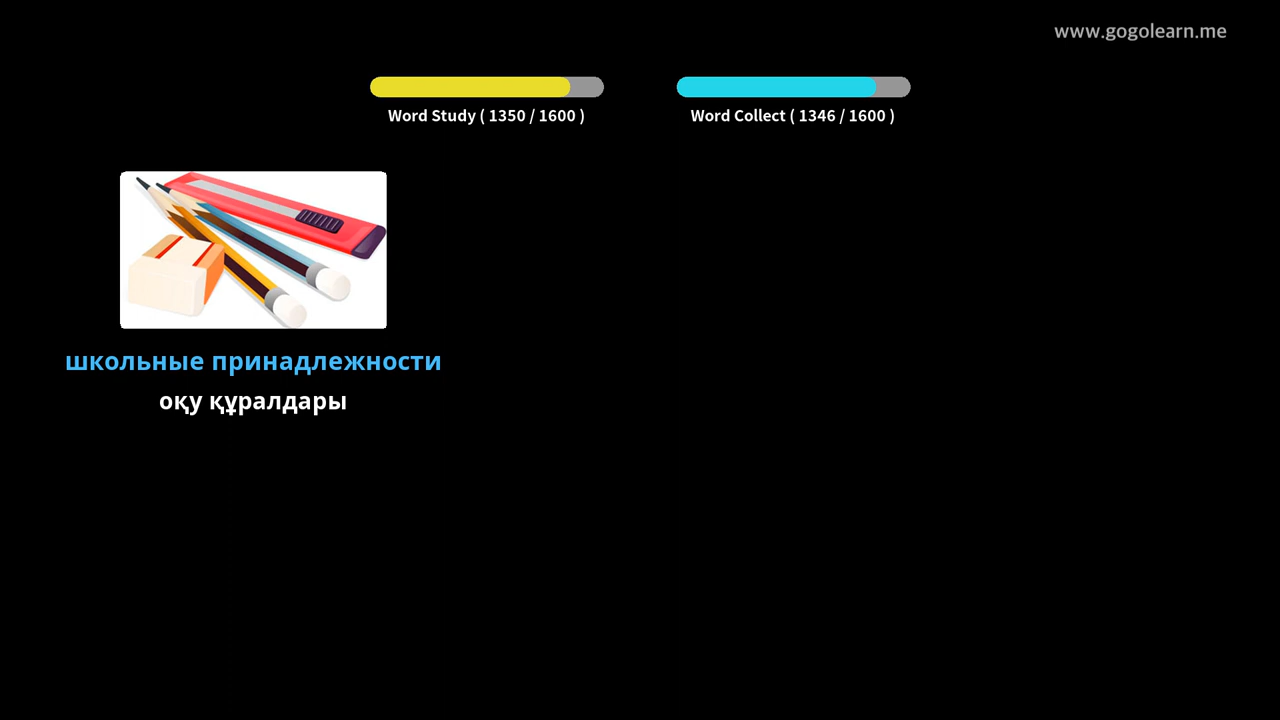 www.gogolearn.me
Word Study ( 1350 / 1600 )
Word Collect ( 1346 / 1600 )
школьные принадлежности
оқу құралдары